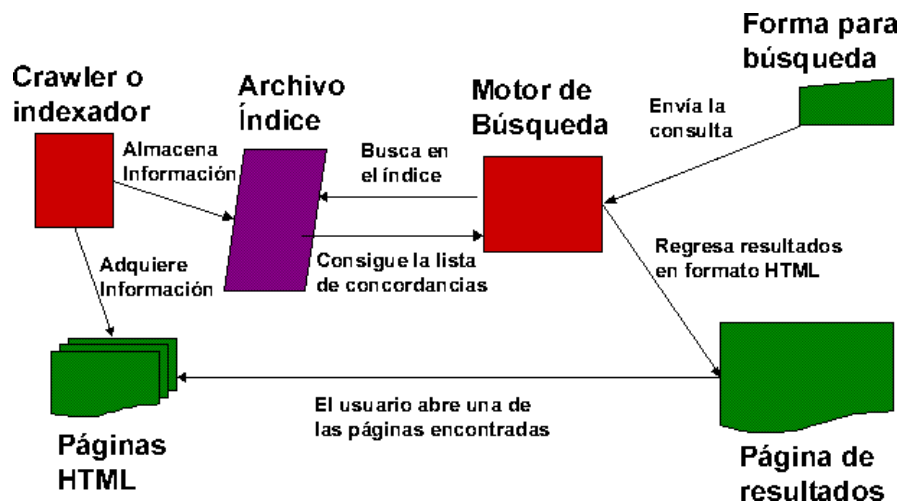 Forma para
búsqueda
Crawler o
indexador
Archivo
Índice
Motor de
Búsqueda
Envía la
consulta
Almacena
Información
Busca en
el índice
Adquiere
Información
Consigue la lista
de concordancias
Regresa resultados
en formato HTML
El usuario abre una de
las páginas encontradas
Páginas
HTML
Página de
resultados